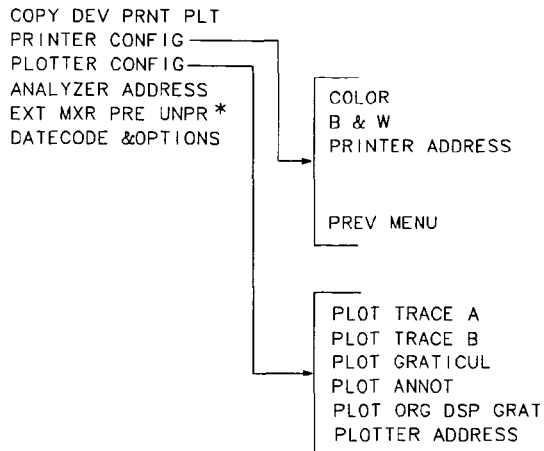 COPY DEV PRNT PLT
PRINTER CONFIG
PLOTTER CONFIG
ANALYZER ADDRESS
EXT MXR PRE UNPR *
DATECODE &OPTIONS
COLOR
B & W
PRINTER ADDRESS
PREV MENU
PLOT TRACE A
PLOT TRACE B
PLOT GRATICUL
PLOT ANNOT
PLOT ORG DSP GRAT
PLOTTER ADDRESS